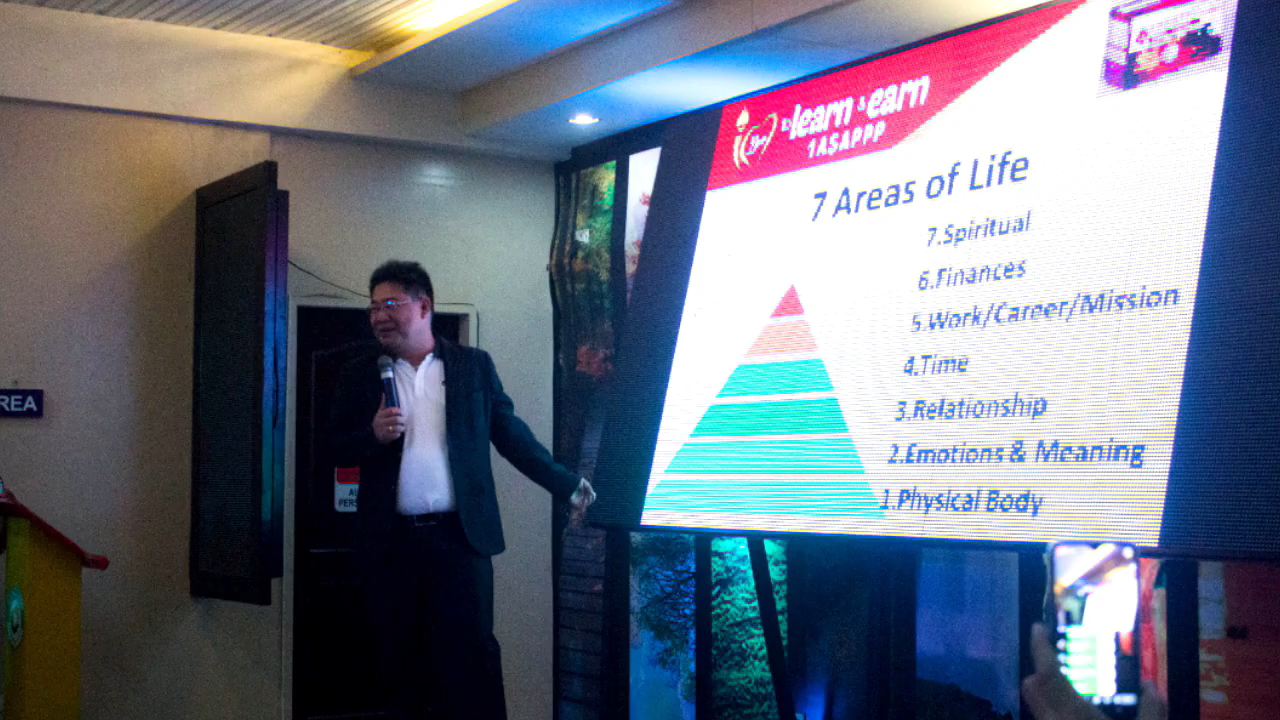 learn & earn
1ASAPPP
7 Areas of Life
7.Spiritual
6.Finances
5.Work/Career/Mission
4.Time
3.Relationship
2.Emotions & Meaning
1.Physical Body
REA